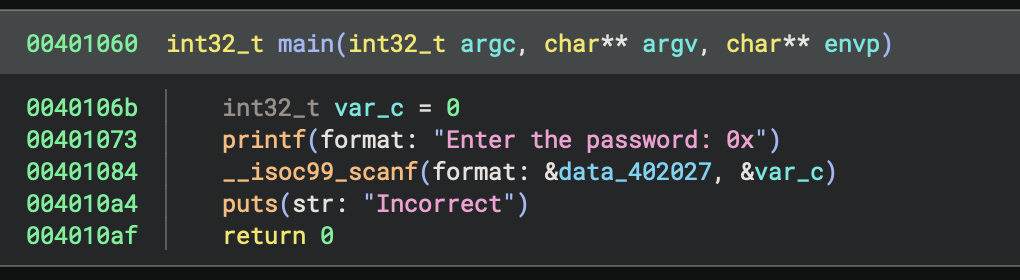 00401060 int32_t main(int32_t argc, char** argv, char** envp)
0040106b int32_t var_c = 0
00401073 printf(format: "Enter the password: 0x")
00401084 __isoc99_scanf(format: &data_402027, &var_c)
004010a4 puts(str: "Incorrect")
004010af return 0